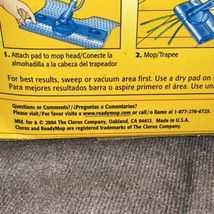 1. Attach pad to mop head/Conecte la
almohadilla a la cabeza del trapeador
2. Mop/Trapee
For best results, sweep or vacuum area first. Use a dry pad on
Para mejores resultados barra o aspire el área primero. Use
Questions or Comments? ¿Preguntas o Comentarios?
Please visit/Por favor visite www.readymop.com or call/o llame al 1-877-276-6725.
Mfd. for & © 2004 The Clorox Company, Oakland, CA 94612. Made in U.S.A.
Clorox and ReadyMop are registered trademarks of The Clorox Company.